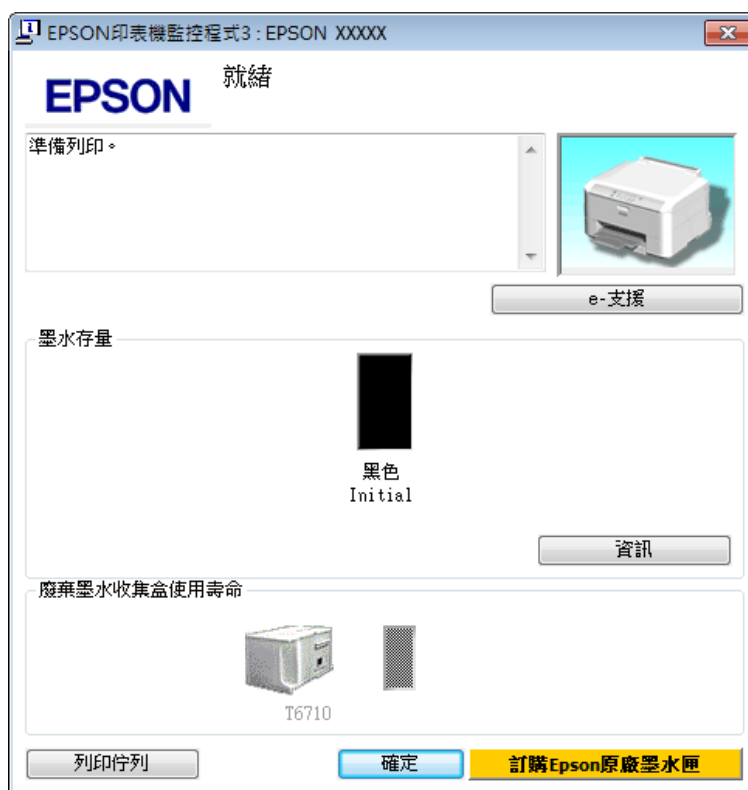 EPSON印表機監控程式3 : EPSON XXXXX
EPSON
就緒
準備列印。
e-支援
墨水存量
黑色
Initial
資訊
廢棄墨水收集盒使用壽命
T6710
列印佇列
確定
訂購Epson原廠墨水匣